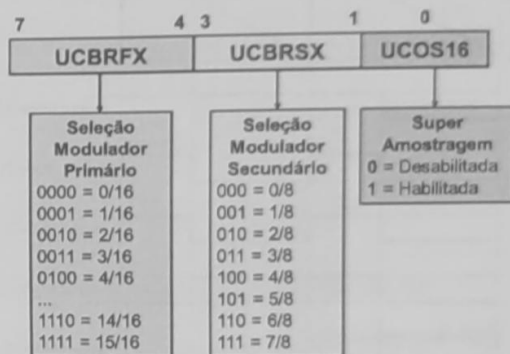 7 4 3 1 0
UCBRFX UCBRSX UCOS16
Seleção
Modulador
Primário
0000 = 0/16
0001 = 1/16
0010 = 2/16
0011 = 3/16
0100 = 4/16
...
1110 = 14/16
1111 = 15/16
Seleção
Modulador
Secundário
000 = 0/8
001 = 1/8
010 = 2/8
011 = 3/8
100 = 4/8
101 = 5/8
110 = 6/8
111 = 7/8
Super
Amostragem
0 = Desabilitada
1 = Habilitada